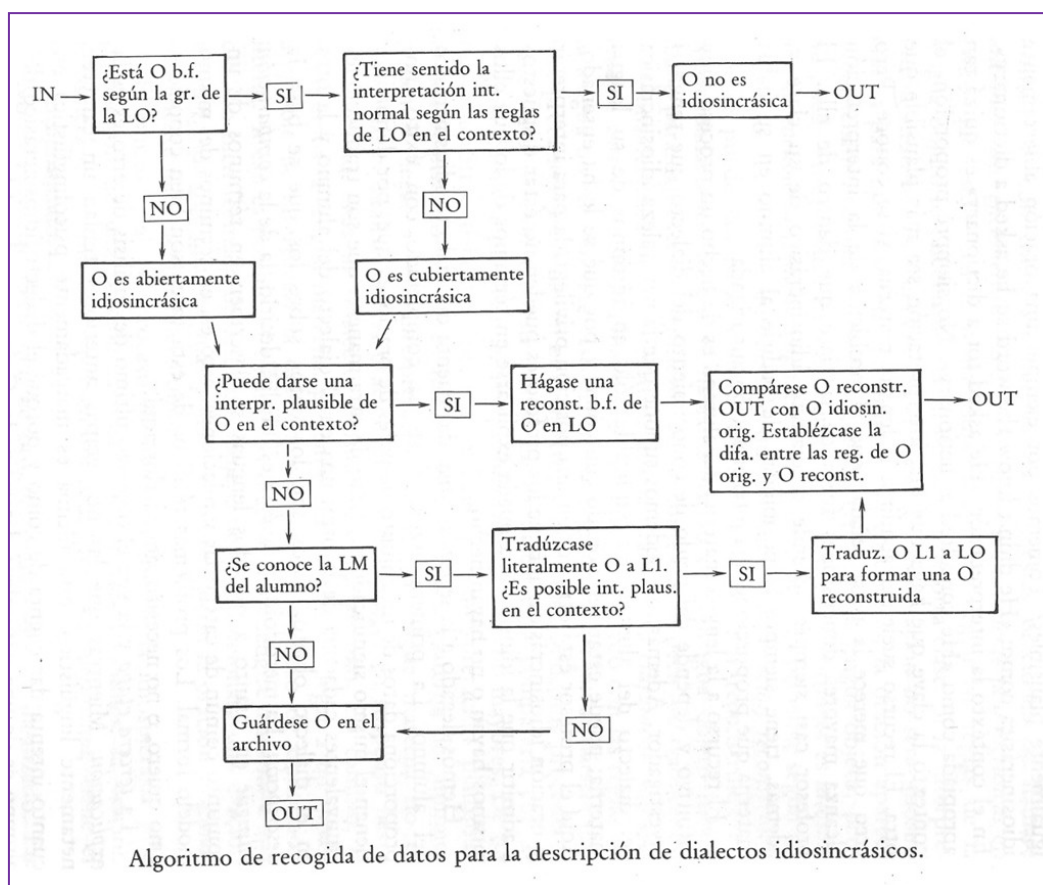 IN
¿Está O b.f.
según la gr. de
la LO?
SI
¿Tiene sentido la
interpretación int.
normal según las reglas
de LO en el contexto?
SI
O no es
idiosincrásica
OUT
NO
NO
O es abiertamente
idiosincrásica
O es cubiertamente
idiosincrásica
¿Puede darse una
interpr. plausible de
O en el contexto?
SI
Hágase una
reconst. b.f. de
O en LO
Compárese O reconstr.
OUT con O idiosin.
orig. Establézcase la
difa. entre las reg. de O
orig. y O reconst.
OUT
NO
¿Se conoce la LM
del alumno?
SI
Tradúzcase
literalmente O a L1.
¿Es posible int. plaus.
en el contexto?
SI
Traduz. O L1 a LO
para formar una O
reconstruida
NO
NO
Guárdese O en el
archivo
OUT
Algoritmo de recogida de datos para la descripción de dialectos idiosincrásicos.